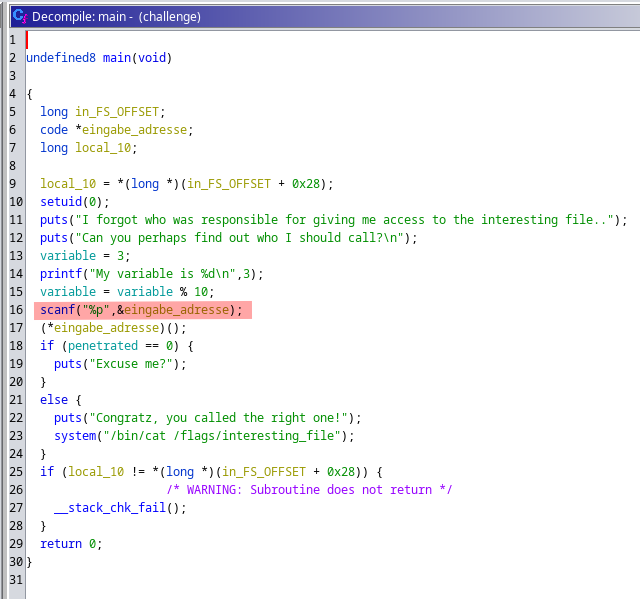 Decompile: main - (challenge)
1
2 undefined8 main(void)
3
4 {
5 long in_FS_OFFSET;
6 code *eingabe_adresse;
7 long local_10;
8
9 local_10 = *(long *)(in_FS_OFFSET + 0x28);
10 setuid(0);
11 puts("I forgot who was responsible for giving me access to the interesting file..");
12 puts("Can you perhaps find out who I should call?\n");
13 variable = 3;
14 printf("My variable is %d\n",3);
15 variable = variable % 10;
16 scanf("%p",&eingabe_adresse);
17 (*eingabe_adresse)();
18 if (penetrated == 0) {
19 puts("Excuse me?");
20 }
21 else {
22 puts("Congratz, you called the right one!");
23 system("/bin/cat /flags/interesting_file");
24 }
25 if (local_10 != *(long *)(in_FS_OFFSET + 0x28)) {
26 /* WARNING: Subroutine does not return */
27 __stack_chk_fail();
28 }
29 return 0;
30 }
31